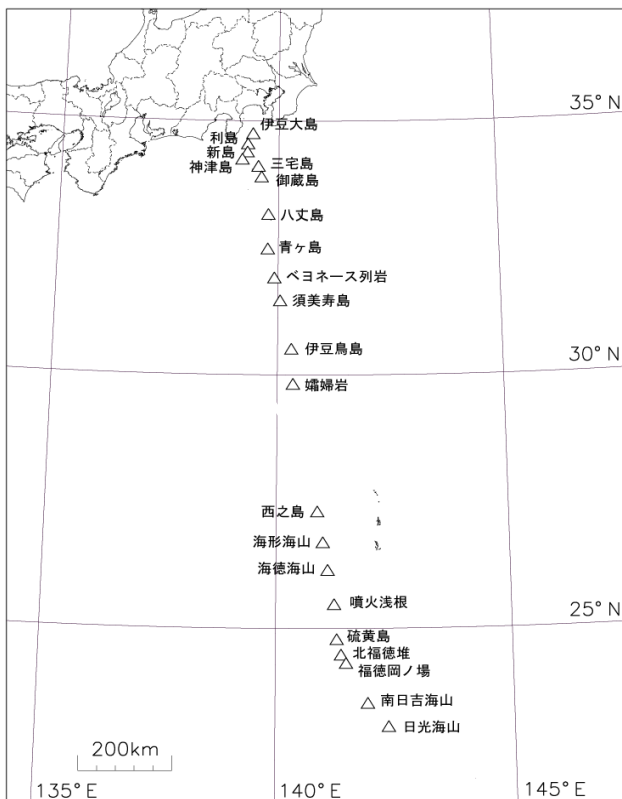 35°N
伊豆大島
利島
新島
神津島
三宅島
御蔵島
八丈島
青ヶ島
ベヨネース列岩
須美寿島
伊豆鳥島
30°N
孀婦岩
西之島
海形海山
海徳海山
噴火浅根
25°N
硫黄島
北福徳堆
福徳岡ノ場
南日吉海山
日光海山
200km
135°E
140°E
145°E